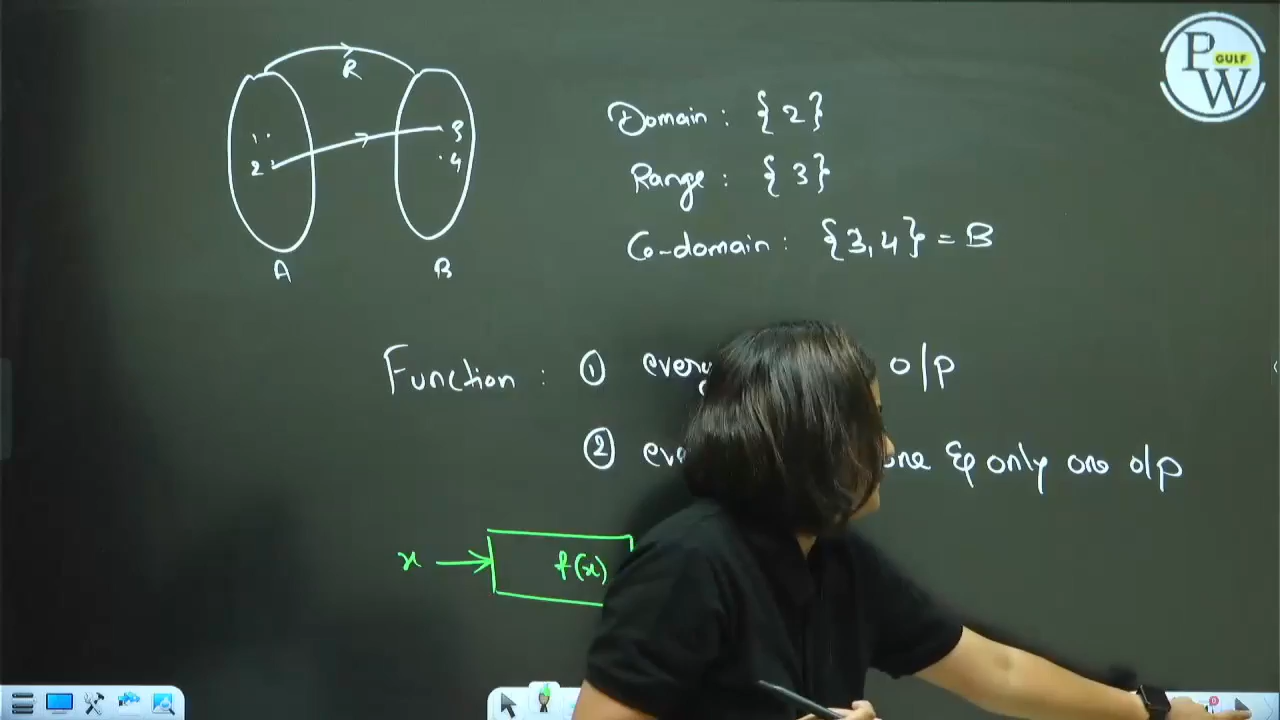 R
1
2
3
4
A
B
Domain : {2}
Range : {3}
Co-domain : {3,4} = B
Function : ① every o/p
② one & only one o/p
x → f(x)
PW GULF